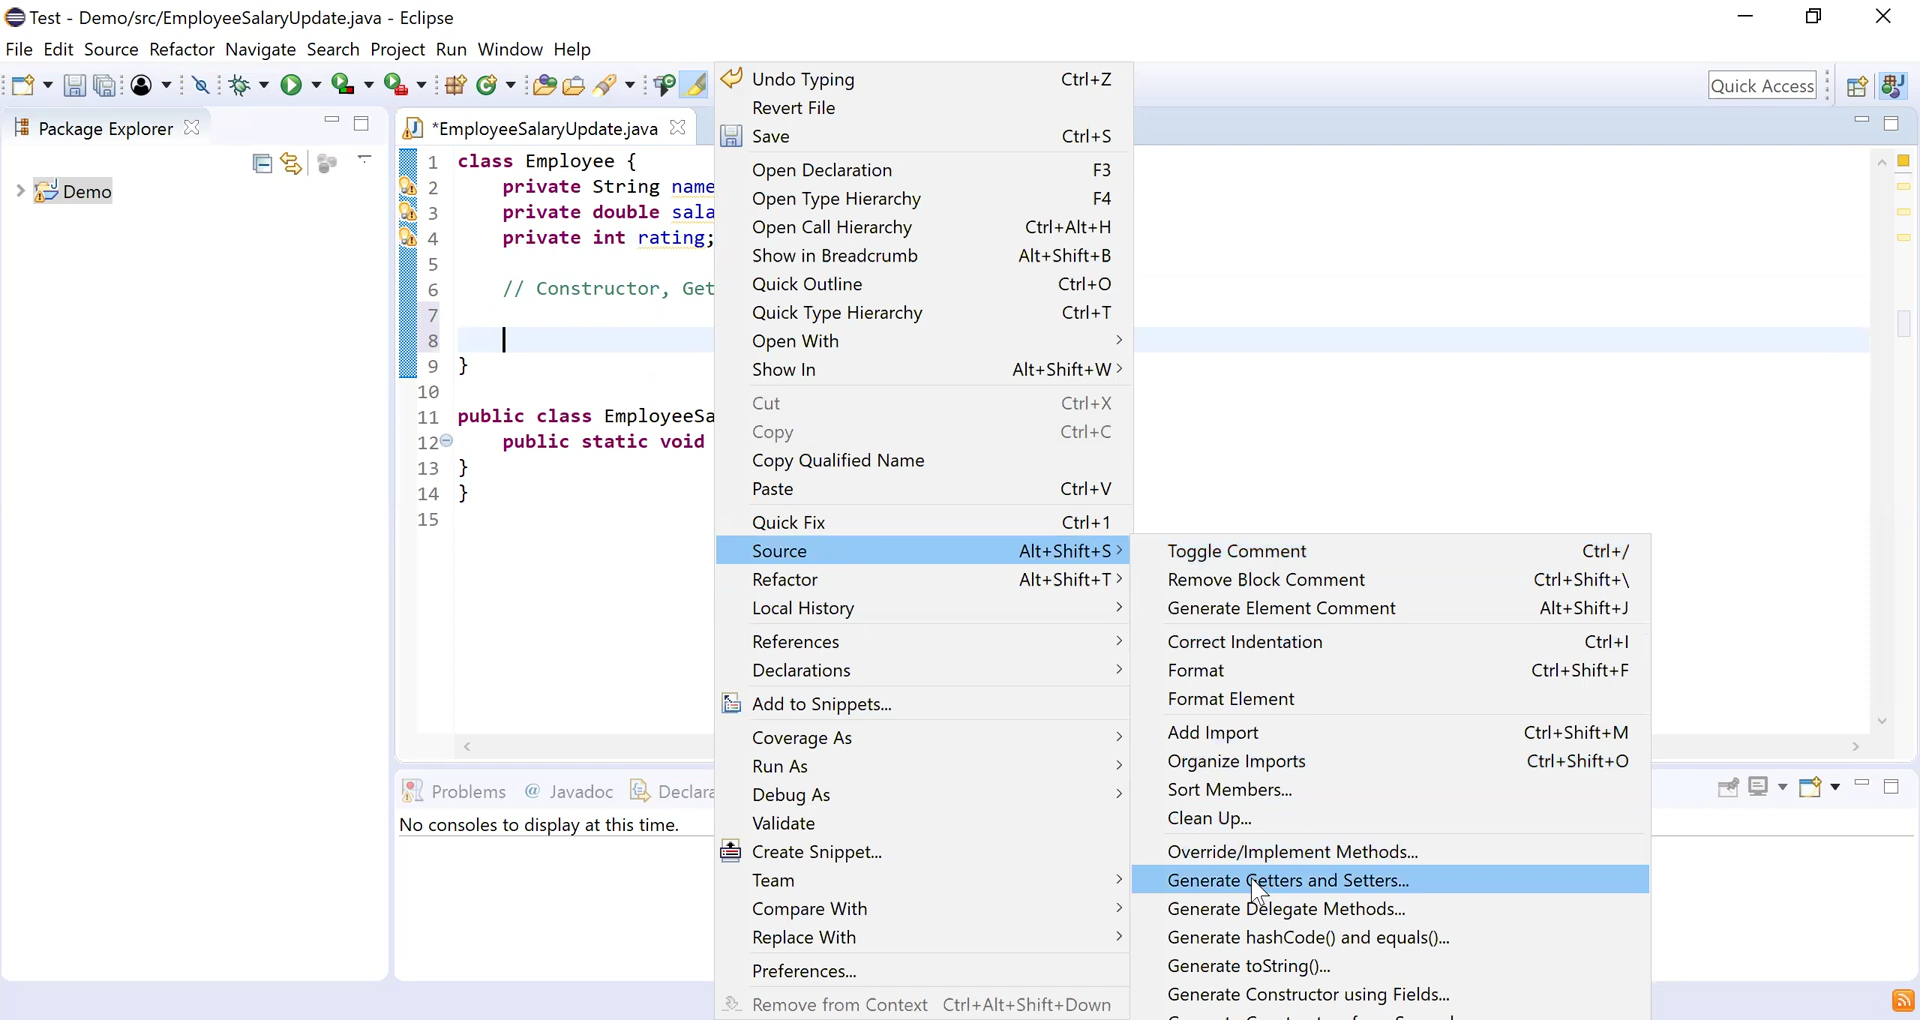 Test - Demo/src/EmployeeSalaryUpdate.java - Eclipse
File Edit Source Refactor Navigate Search Project Run Window Help
Quick Access
Package Explorer
Demo
*EmployeeSalaryUpdate.java
1 class Employee {
2 private String name
3 private double sala
4 private int rating;
5
6 // Constructor, Get
7
8
9 }
10
11 public class EmployeeSa
12 public static void
13 }
14 }
15
Problems @ Javadoc Declara
No consoles to display at this time.
Undo Typing Ctrl+Z
Revert File
Save Ctrl+S
Open Declaration F3
Open Type Hierarchy F4
Open Call Hierarchy Ctrl+Alt+H
Show in Breadcrumb Alt+Shift+B
Quick Outline Ctrl+O
Quick Type Hierarchy Ctrl+T
Open With
Show In Alt+Shift+W
Cut Ctrl+X
Copy Ctrl+C
Copy Qualified Name
Paste Ctrl+V
Quick Fix Ctrl+1
Source Alt+Shift+S
Refactor Alt+Shift+T
Local History
References
Declarations
Add to Snippets...
Coverage As
Run As
Debug As
Validate
Create Snippet...
Team
Compare With
Replace With
Preferences...
Remove from Context Ctrl+Alt+Shift+Down
Toggle Comment Ctrl+/
Remove Block Comment Ctrl+Shift+\
Generate Element Comment Alt+Shift+J
Correct Indentation Ctrl+I
Format Ctrl+Shift+F
Format Element
Add Import Ctrl+Shift+M
Organize Imports Ctrl+Shift+O
Sort Members...
Clean Up...
Override/Implement Methods...
Generate Getters and Setters...
Generate Delegate Methods...
Generate hashCode() and equals()...
Generate toString()...
Generate Constructor using Fields...